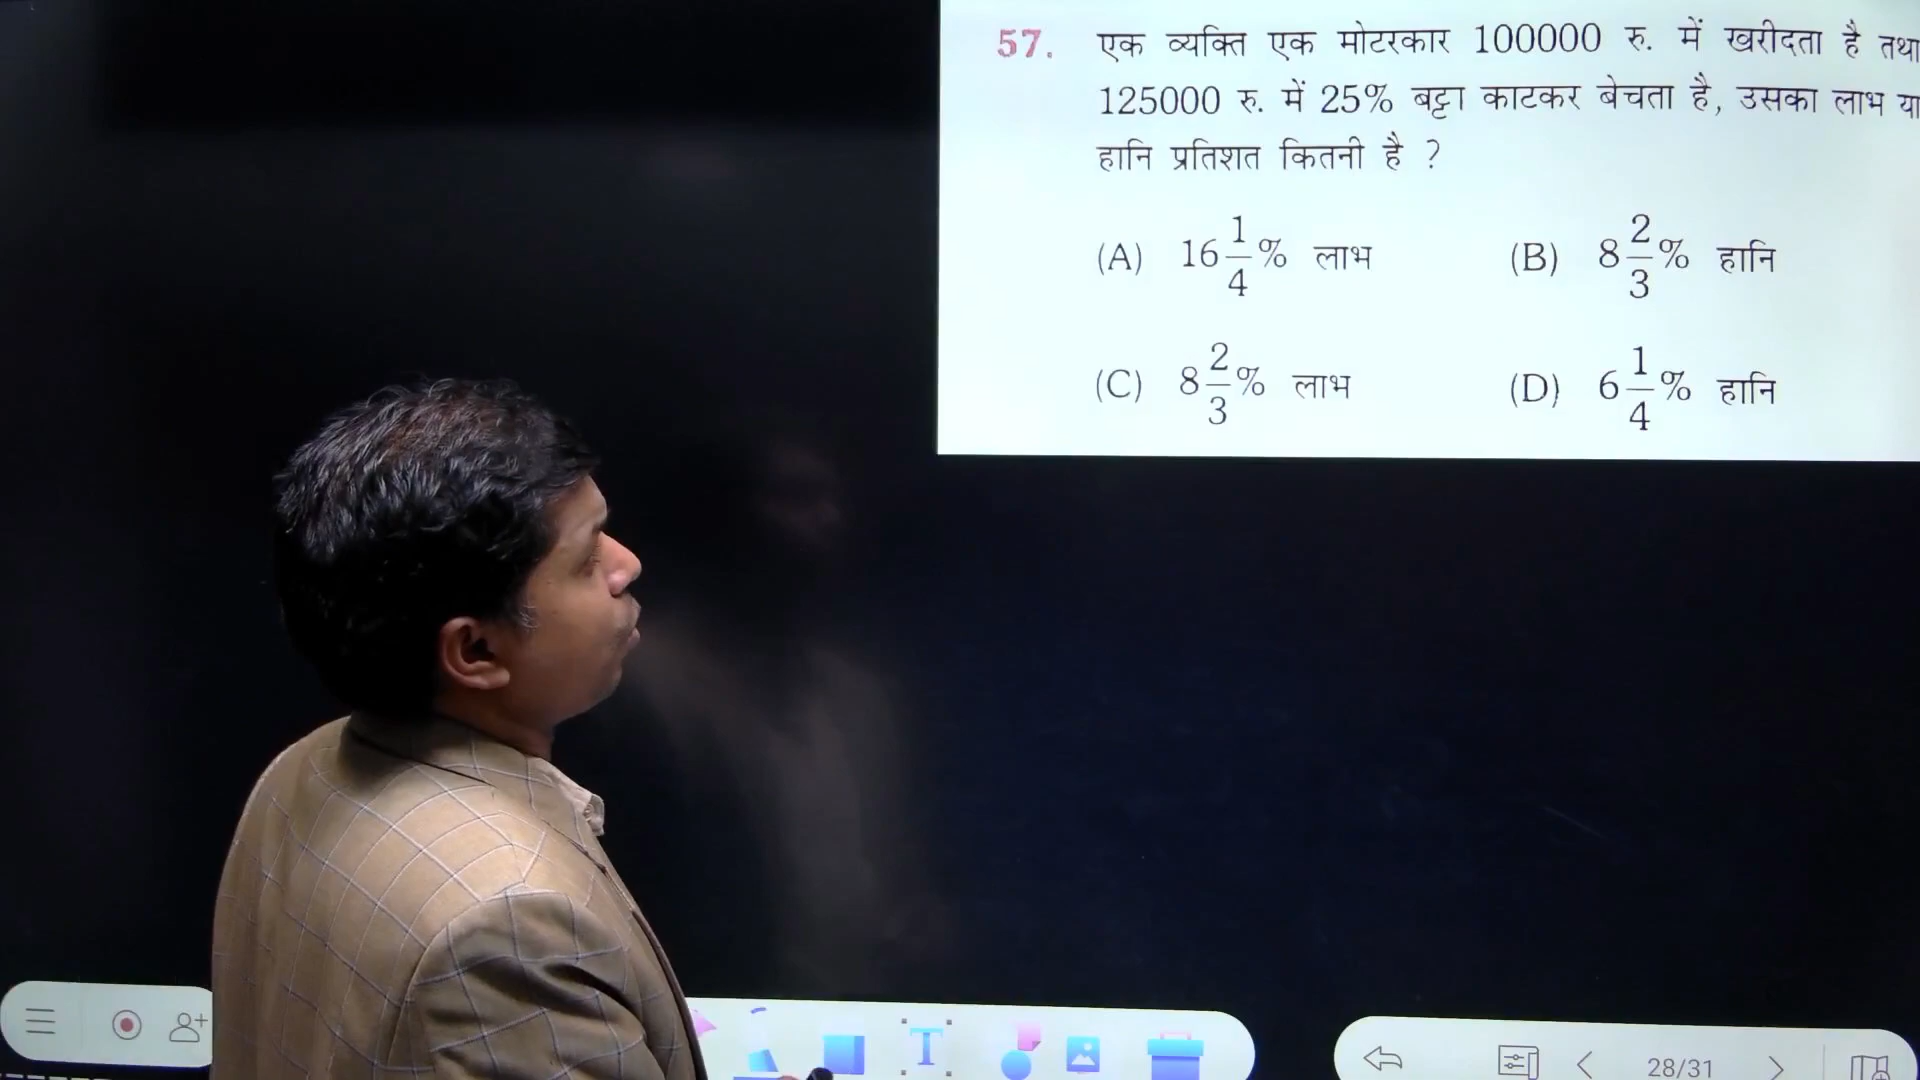 57. एक व्यक्ति एक मोटरकार 100000 रु. में खरीदता है तथा
125000 रु. में 25% बट्टा काटकर बेचता है, उसका लाभ या
हानि प्रतिशत कितनी है ?
(A) 16 1/4 % लाभ (B) 8 2/3 % हानि
(C) 8 2/3 % लाभ (D) 6 1/4 % हानि
T 28/31